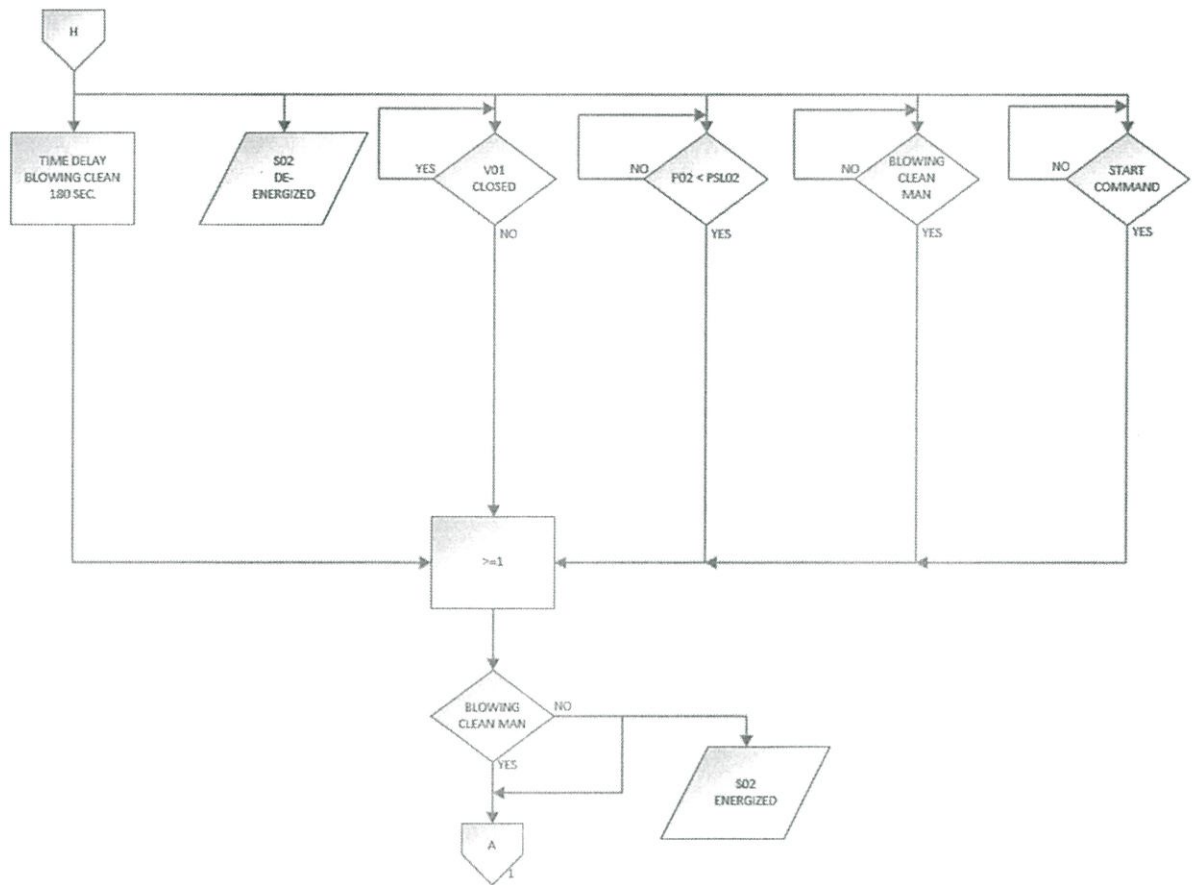 H
TIME DELAY
BLOWING CLEAN
180 SEC.
S02
DE-
ENERGIZED
YES
V01
CLOSED
NO
NO
P02 < PSL02
YES
NO
BLOWING
CLEAN
MAN
YES
NO
START
COMMAND
YES
>=1
BLOWING
CLEAN MAN
NO
YES
S02
ENERGIZED
A
1